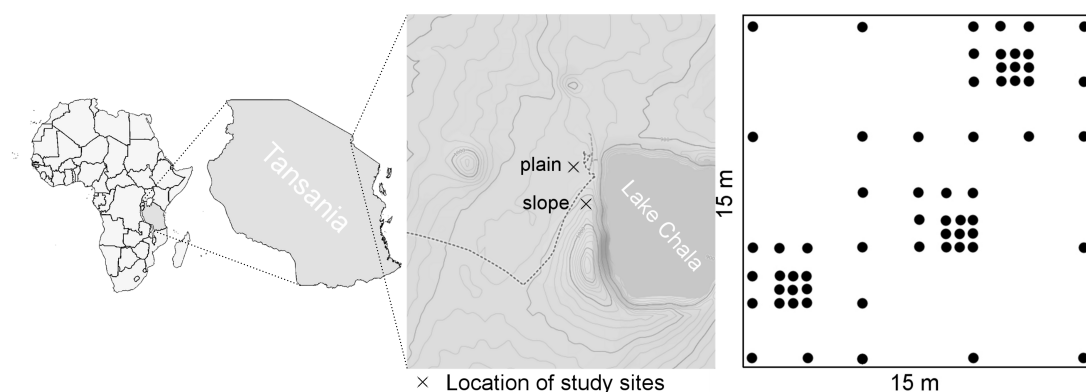 Tansania
plain
slope
Lake Chala
× Location of study sites
15 m
15 m